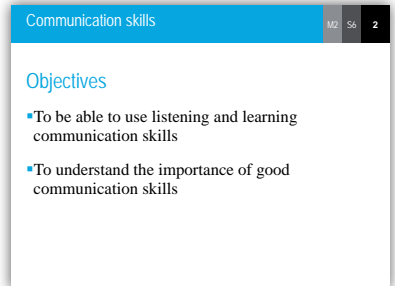 Communication skills
M2 S6 2
Objectives
▪To be able to use listening and learning
communication skills
▪To understand the importance of good
communication skills